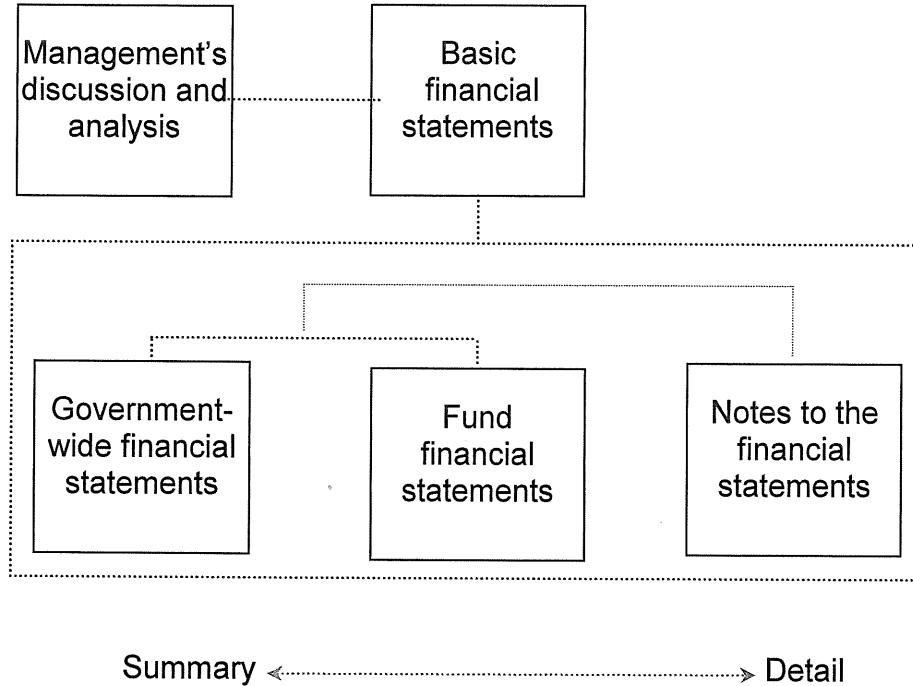 Management’s
discussion and
analysis
Basic
financial
statements
Government-
wide financial
statements
Fund
financial
statements
Notes to the
financial
statements
Summary
Detail